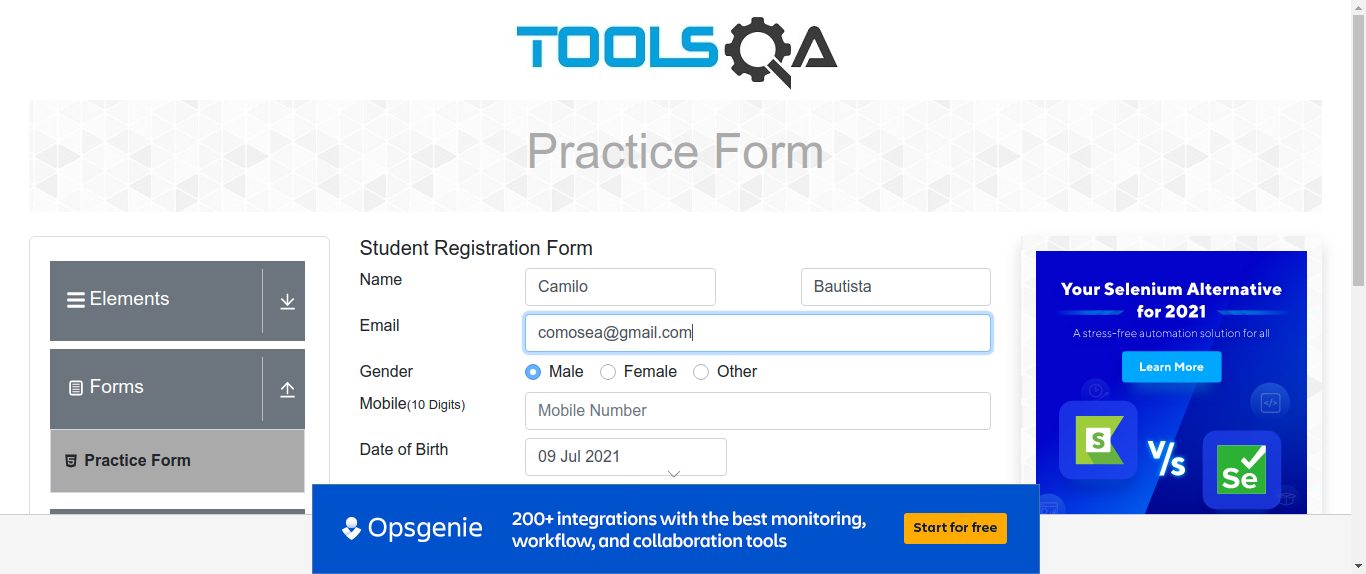 TOOLSQA
Practice Form
Elements
Forms
Practice Form
Student Registration Form
Name
Camilo
Bautista
Email
comosea@gmail.com
Gender
Male
Female
Other
Mobile(10 Digits)
Mobile Number
Date of Birth
09 Jul 2021
Your Selenium Alternative
for 2021
A stress-free automation solution for all
Learn More
S
V/s
Se
Opsgenie
200+ integrations with the best monitoring,
workflow, and collaboration tools
Start for free